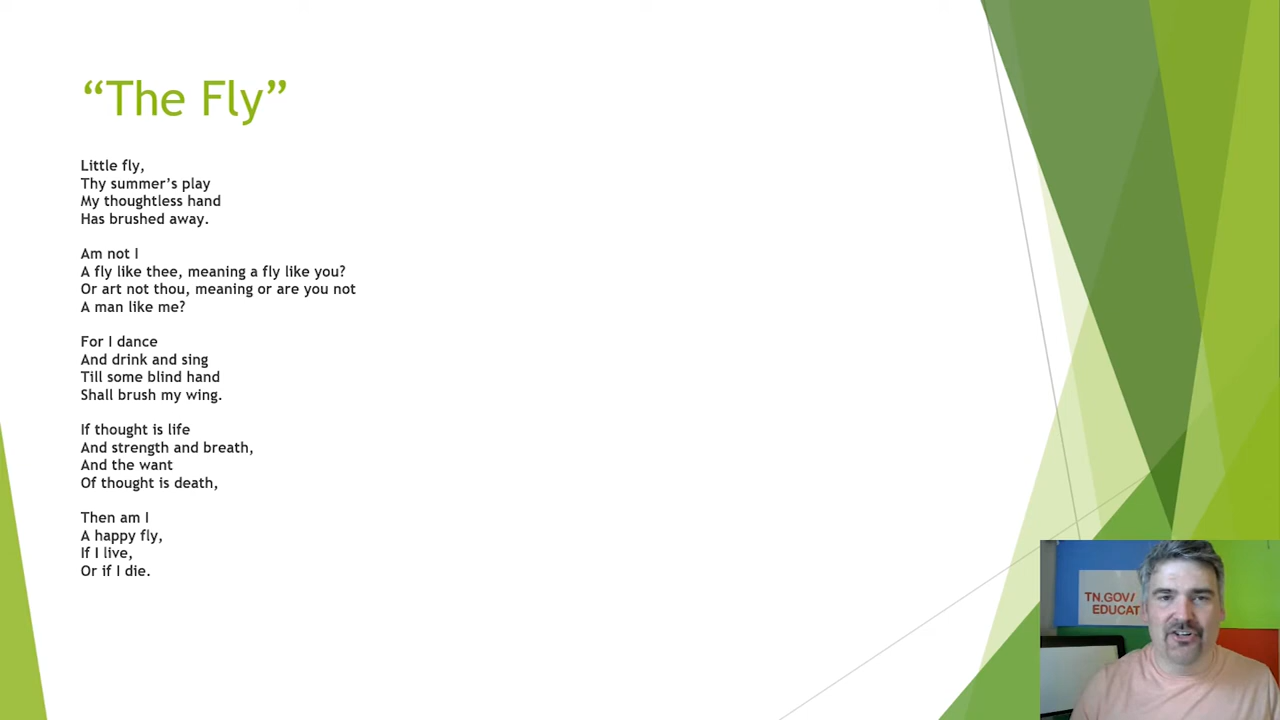 “The Fly”
Little fly,
Thy summer’s play
My thoughtless hand
Has brushed away.
Am not I
A fly like thee, meaning a fly like you?
Or art not thou, meaning or are you not
A man like me?
For I dance
And drink and sing
Till some blind hand
Shall brush my wing.
If thought is life
And strength and breath,
And the want
Of thought is death,
Then am I
A happy fly,
If I live,
Or if I die.
TN.GOV/
EDUCAT